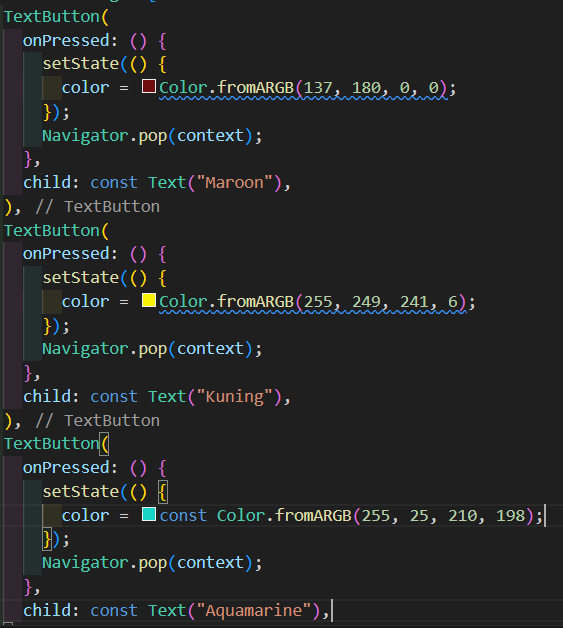 TextButton(
  onPressed: () {
    setState(() {
      color = Color.fromARGB(137, 180, 0, 0);
    });
    Navigator.pop(context);
  },
  child: const Text("Maroon"),
), // TextButton
TextButton(
  onPressed: () {
    setState(() {
      color = Color.fromARGB(255, 249, 241, 6);
    });
    Navigator.pop(context);
  },
  child: const Text("Kuning"),
), // TextButton
TextButton(
  onPressed: () {
    setState(() {
      color = const Color.fromARGB(255, 25, 210, 198);
    });
    Navigator.pop(context);
  },
  child: const Text("Aquamarine"),